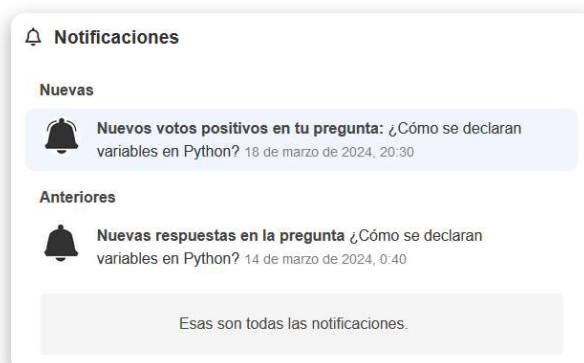 Notificaciones
Nuevas
Nuevos votos positivos en tu pregunta: ¿Cómo se declaran
variables en Python? 18 de marzo de 2024, 20:30
Anteriores
Nuevas respuestas en la pregunta ¿Cómo se declaran
variables en Python? 14 de marzo de 2024, 0:40
Esas son todas las notificaciones.